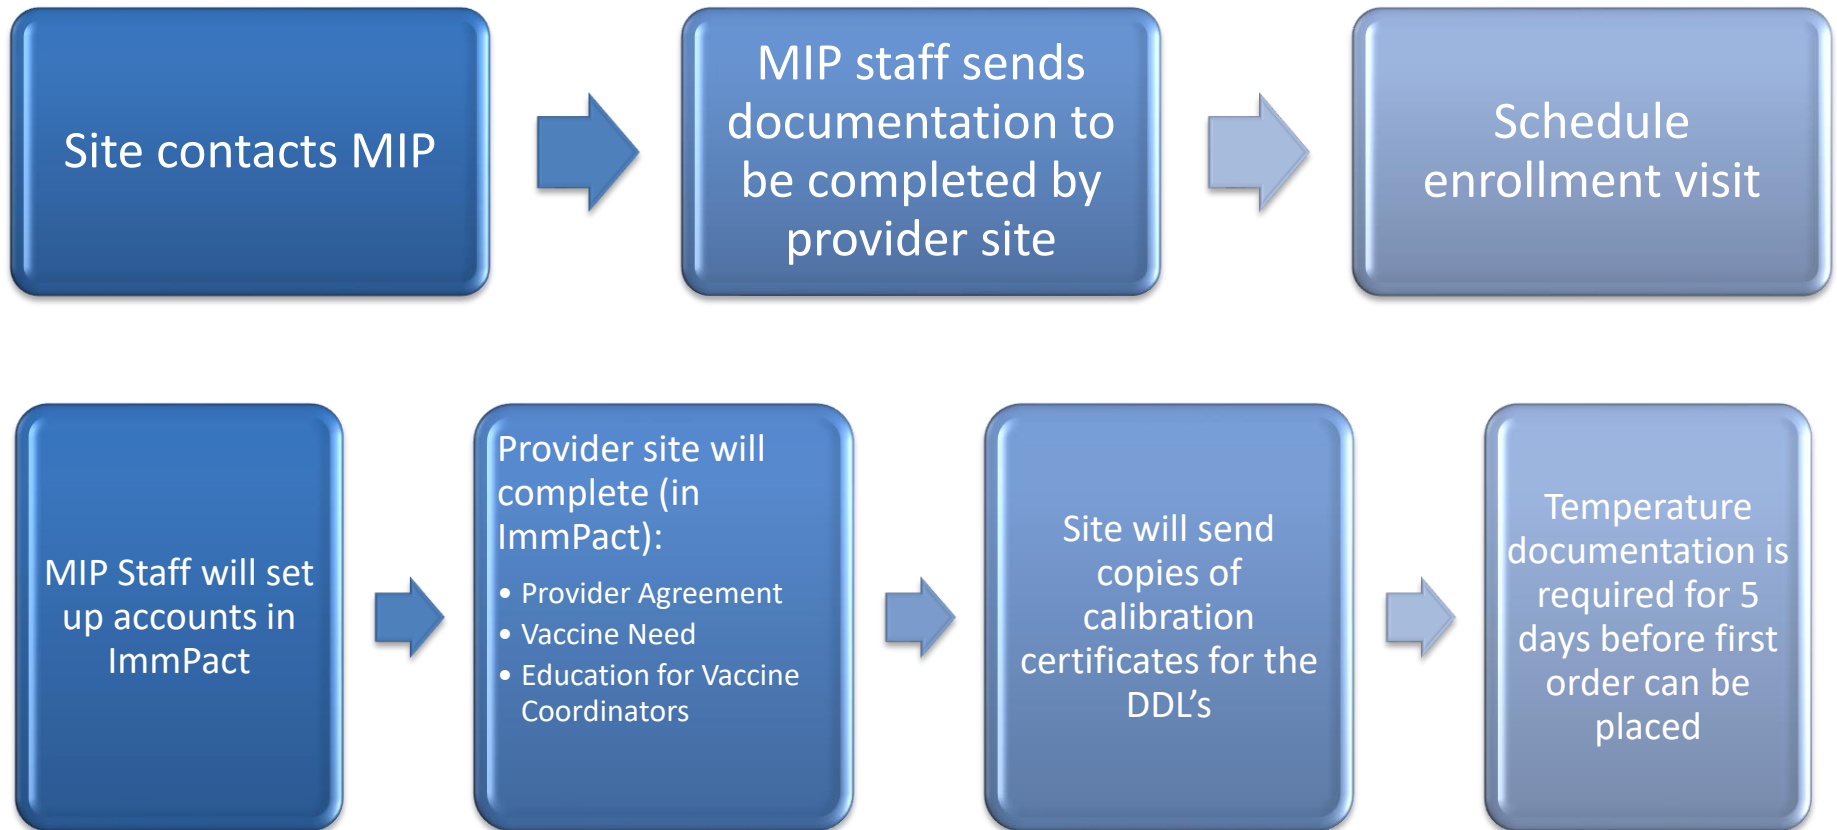 Site contacts MIP
MIP staff sends
documentation to
be completed by
provider site
Schedule
enrollment visit
MIP Staff will set
up accounts in
ImmPact
Provider site will
complete (in
ImmPact):
• Provider Agreement
• Vaccine Need
• Education for Vaccine
Coordinators
Site will send
copies of
calibration
certificates for the
DDL’s
Temperature
documentation is
required for 5
days before first
order can be
placed